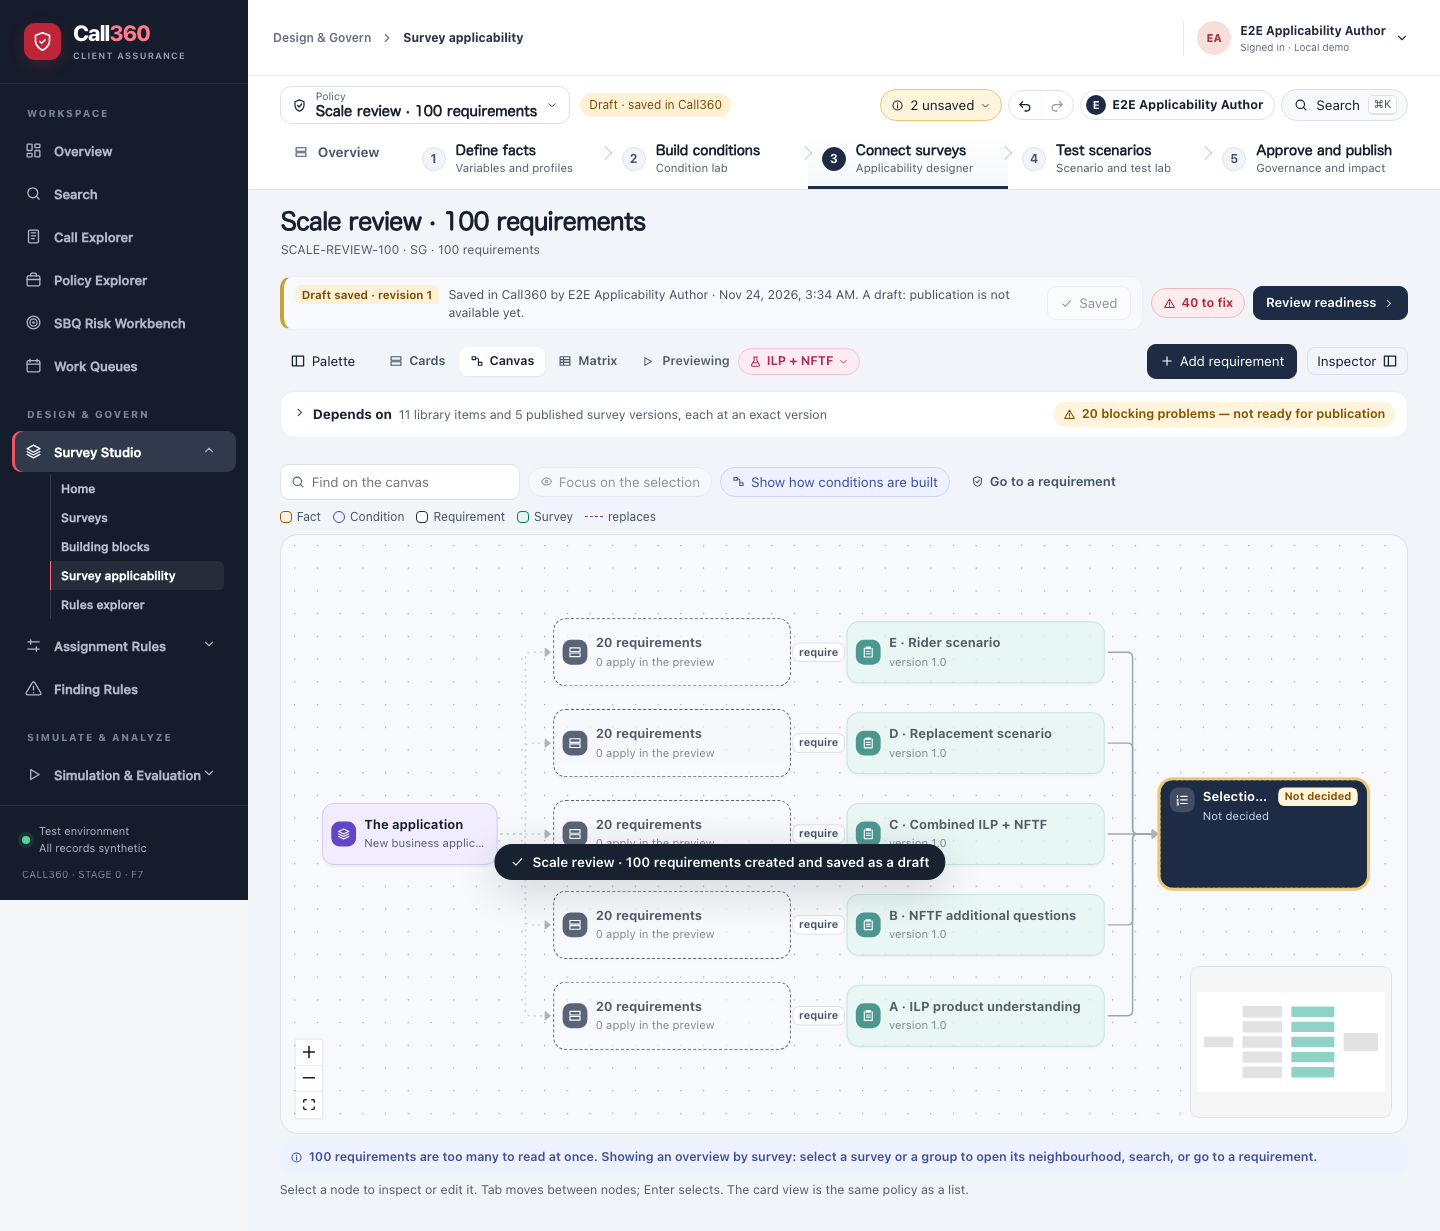 Call360
CLIENT ASSURANCE
WORKSPACE
Overview
Search
Call Explorer
Policy Explorer
SBQ Risk Workbench
Work Queues
DESIGN & GOVERN
Survey Studio
Home
Surveys
Building blocks
Survey applicability
Rules explorer
Assignment Rules
Finding Rules
SIMULATE & ANALYZE
Simulation & Evaluation
Test environment
All records synthetic
CALL360 · STAGE 0 · F7
Design & Govern > Survey applicability
EA
E2E Applicability Author
Signed in · Local demo
Policy
Scale review · 100 requirements
Draft · saved in Call360
2 unsaved
E E2E Applicability Author
Search ⌘K
Overview
1 Define facts
Variables and profiles
2 Build conditions
Condition lab
3 Connect surveys
Applicability designer
4 Test scenarios
Scenario and test lab
5 Approve and publish
Governance and impact
Scale review · 100 requirements
SCALE-REVIEW-100 · SG · 100 requirements
Draft saved · revision 1
Saved in Call360 by E2E Applicability Author · Nov 24, 2026, 3:34 AM. A draft: publication is not
available yet.
Saved
40 to fix
Review readiness
Palette
Cards
Canvas
Matrix
Previewing
ILP + NFTF
Add requirement
Inspector
Depends on 11 library items and 5 published survey versions, each at an exact version
20 blocking problems — not ready for publication
Find on the canvas
Focus on the selection
Show how conditions are built
Go to a requirement
Fact
Condition
Requirement
Survey
replaces
20 requirements
0 apply in the preview
require
E · Rider scenario
version 1.0
20 requirements
0 apply in the preview
require
D · Replacement scenario
version 1.0
Selectio...
Not decided
Not decided
The application
New business applic...
20 requirements
require
C · Combined ILP + NFTF
version 1.0
Scale review · 100 requirements created and saved as a draft
20 requirements
0 apply in the preview
require
B · NFTF additional questions
version 1.0
20 requirements
0 apply in the preview
require
A · ILP product understanding
version 1.0
100 requirements are too many to read at once. Showing an overview by survey: select a survey or a group to open its neighbourhood, search, or go to a requirement.
Select a node to inspect or edit it. Tab moves between nodes; Enter selects. The card view is the same policy as a list.